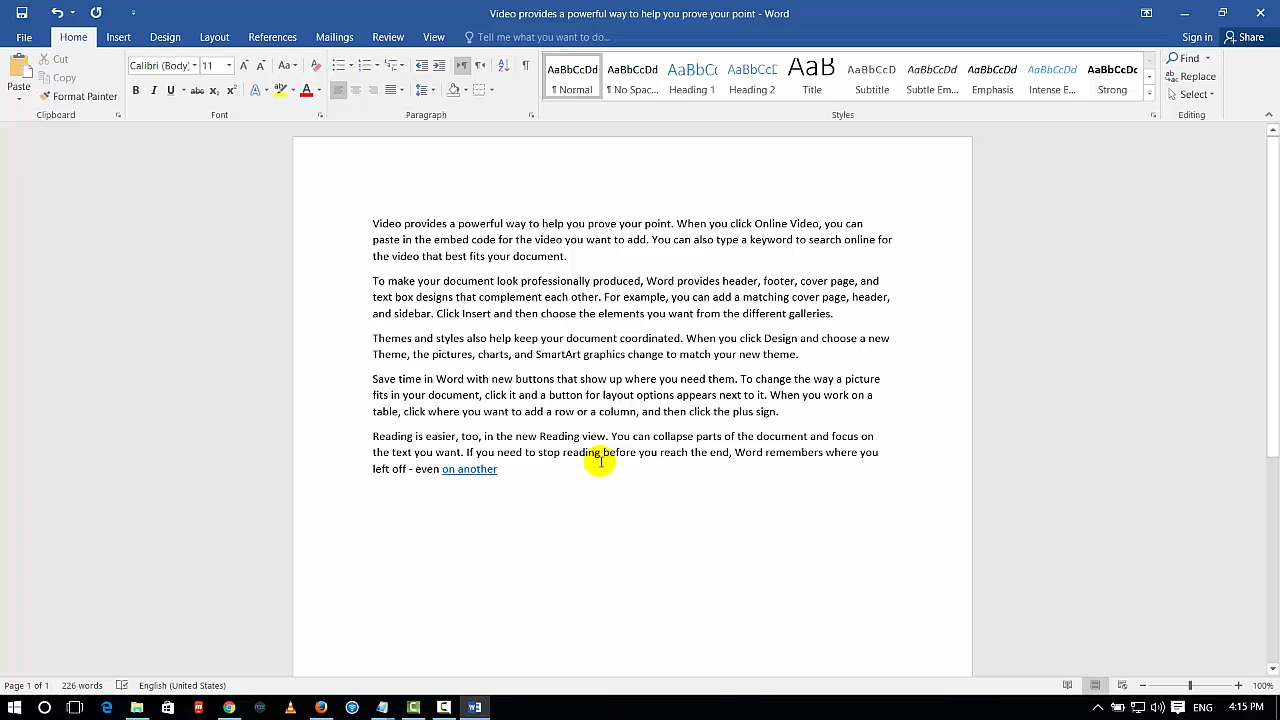 Video provides a powerful way to help you prove your point - Word
File Home Insert Design Layout References Mailings Review View Tell me what you want to do... Sign in Share
Paste Cut Copy Format Painter
Calibri (Body) 11 Aa
B I U abc x₂ x² A A
AaBbCcDd AaBbCcDd AaBbCc AaBbCcC AaB AaBbCcD AaBbCcDd AaBbCcDd AaBbCcDd AaBbCcDc
¶ Normal ¶ No Spac... Heading 1 Heading 2 Title Subtitle Subtle Em... Emphasis Intense E... Strong
Find Replace Select
Clipboard Font Paragraph Styles Editing
Video provides a powerful way to help you prove your point. When you click Online Video, you can
paste in the embed code for the video you want to add. You can also type a keyword to search online for
the video that best fits your document.
To make your document look professionally produced, Word provides header, footer, cover page, and
text box designs that complement each other. For example, you can add a matching cover page, header,
and sidebar. Click Insert and then choose the elements you want from the different galleries.
Themes and styles also help keep your document coordinated. When you click Design and choose a new
Theme, the pictures, charts, and SmartArt graphics change to match your new theme.
Save time in Word with new buttons that show up where you need them. To change the way a picture
fits in your document, click it and a button for layout options appears next to it. When you work on a
table, click where you want to add a row or a column, and then click the plus sign.
Reading is easier, too, in the new Reading view. You can collapse parts of the document and focus on
the text you want. If you need to stop reading before you reach the end, Word remembers where you
left off - even on another
Page 1 of 1 226 words English (United States) 100%
ENG 4:15 PM